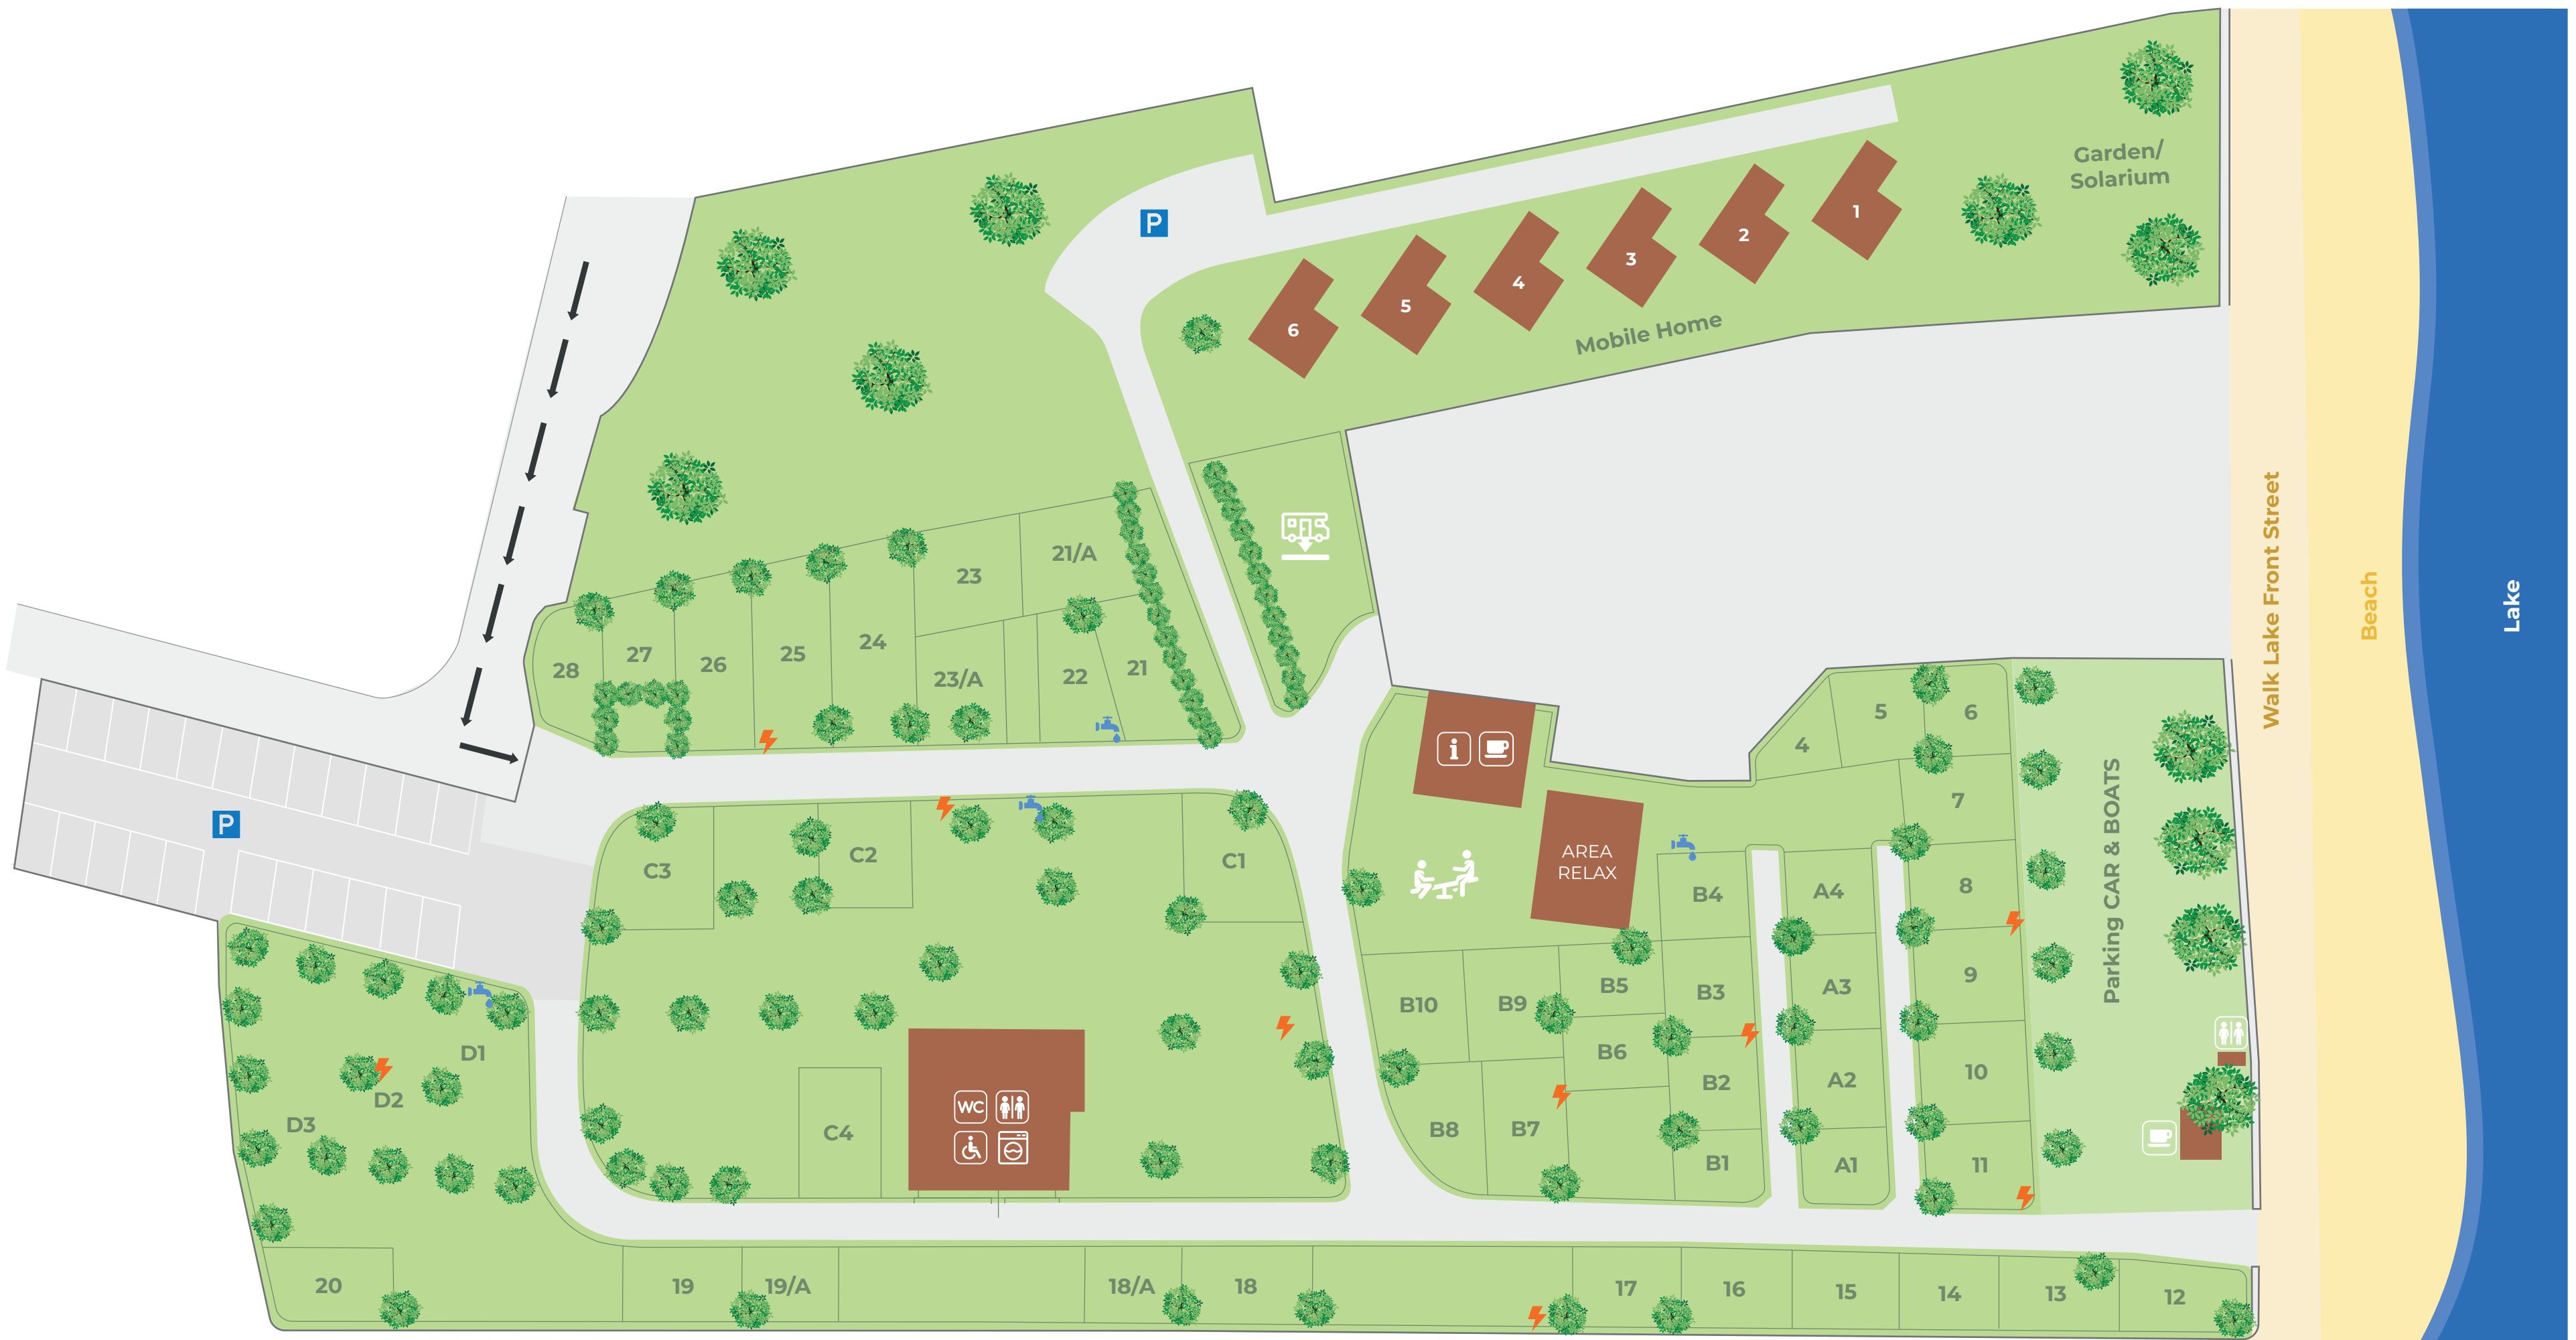 Garden/
Solarium
P
1
2
3
4
5
6
Mobile Home
21/A
23
24
25
26
27
28
23/A
22
21
Walk Lake Front Street
Beach
Lake
P
i
5
6
4
7
AREA
RELAX
C3
C2
C1
B4
A4
8
Parking CAR & BOATS
B10
B9
B5
B3
A3
9
D1
B6
D2
B2
A2
10
D3
WC
C4
B8
B7
B1
A1
11
20
19
19/A
18/A
18
17
16
15
14
13
12